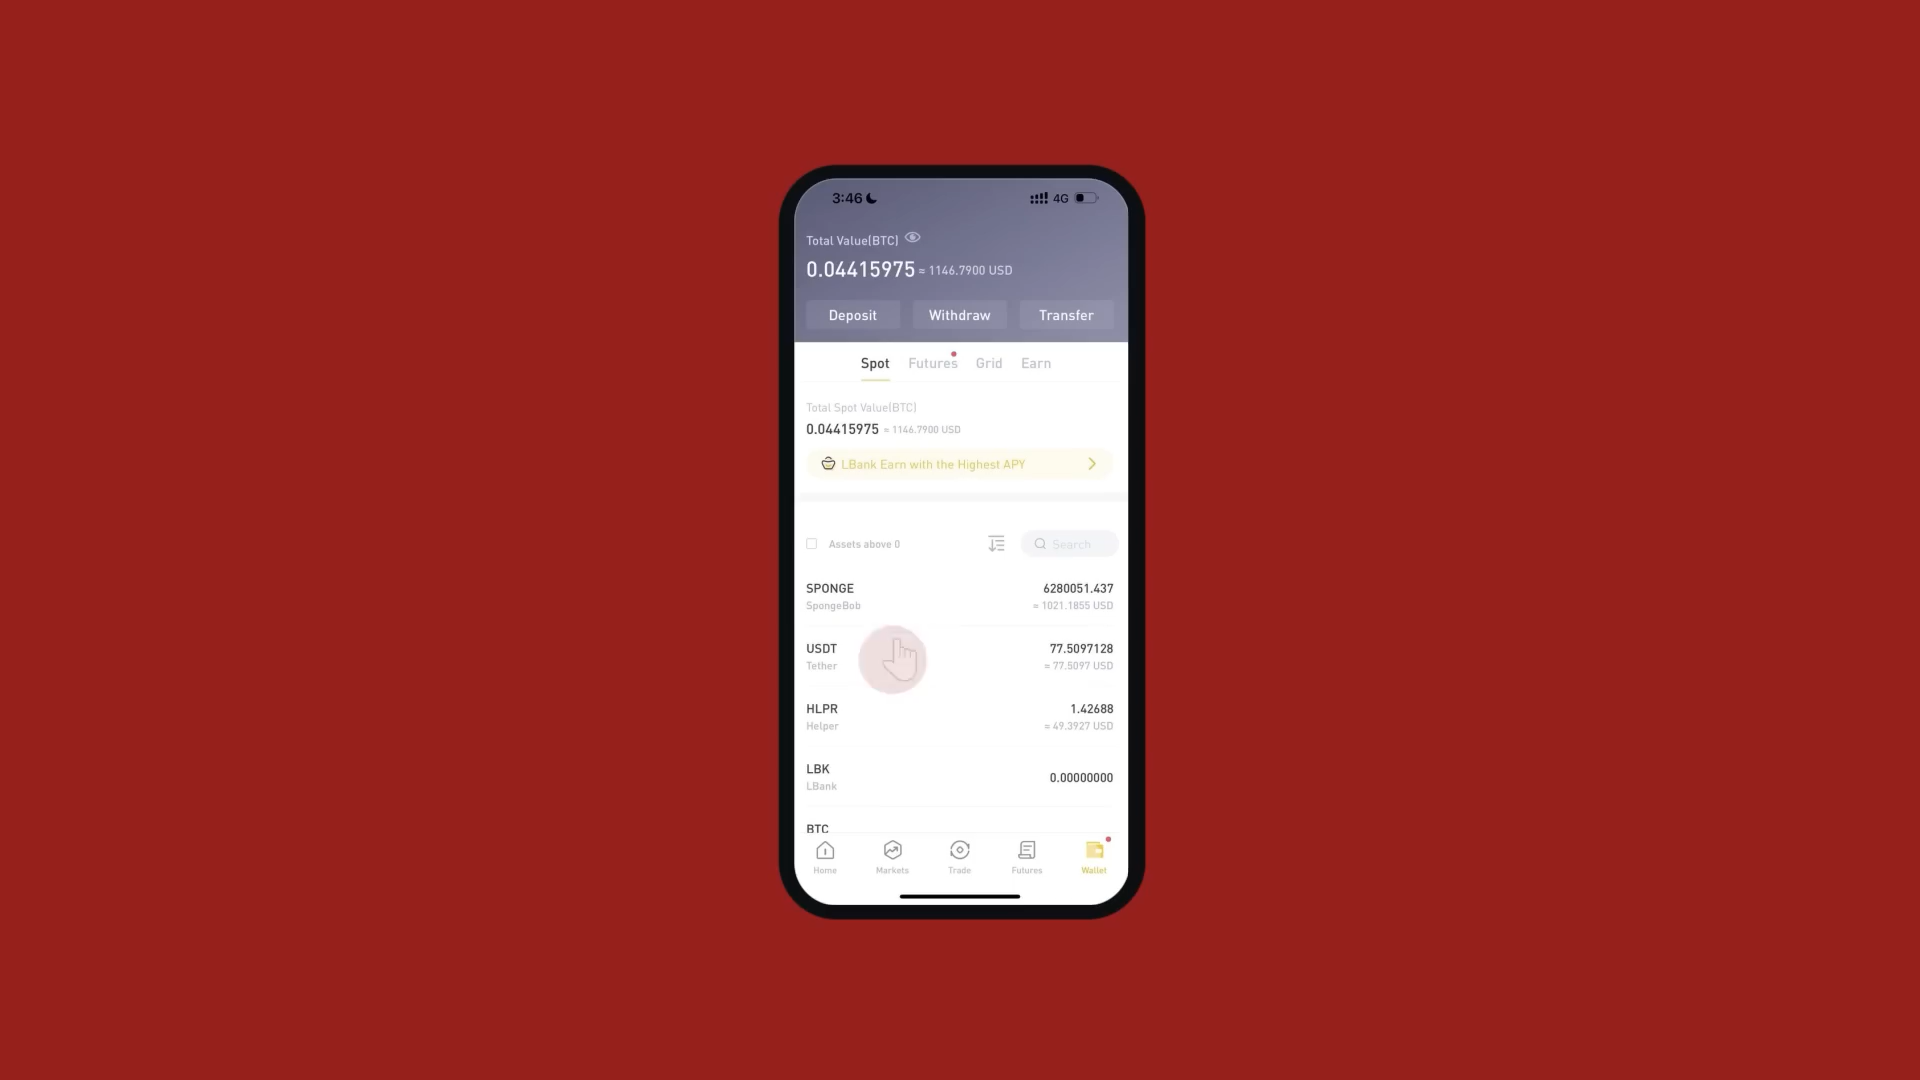 3:46 4G
Total Value(BTC)
0.04415975 ≈ 1146.7900 USD
Deposit Withdraw Transfer
Spot Futures Grid Earn
Total Spot Value(BTC)
0.04415975 ≈ 1146.7900 USD
LBank Earn with the Highest APY
Assets above 0 Search
SPONGE 6280051.437
SpongeBob ≈ 1021.1855 USD
USDT 77.5097128
Tether ≈ 77.5097 USD
HLPR 1.42688
Helper ≈ 49.3927 USD
LBK 0.00000000
LBank
BTC
Home Markets Trade Futures Wallet